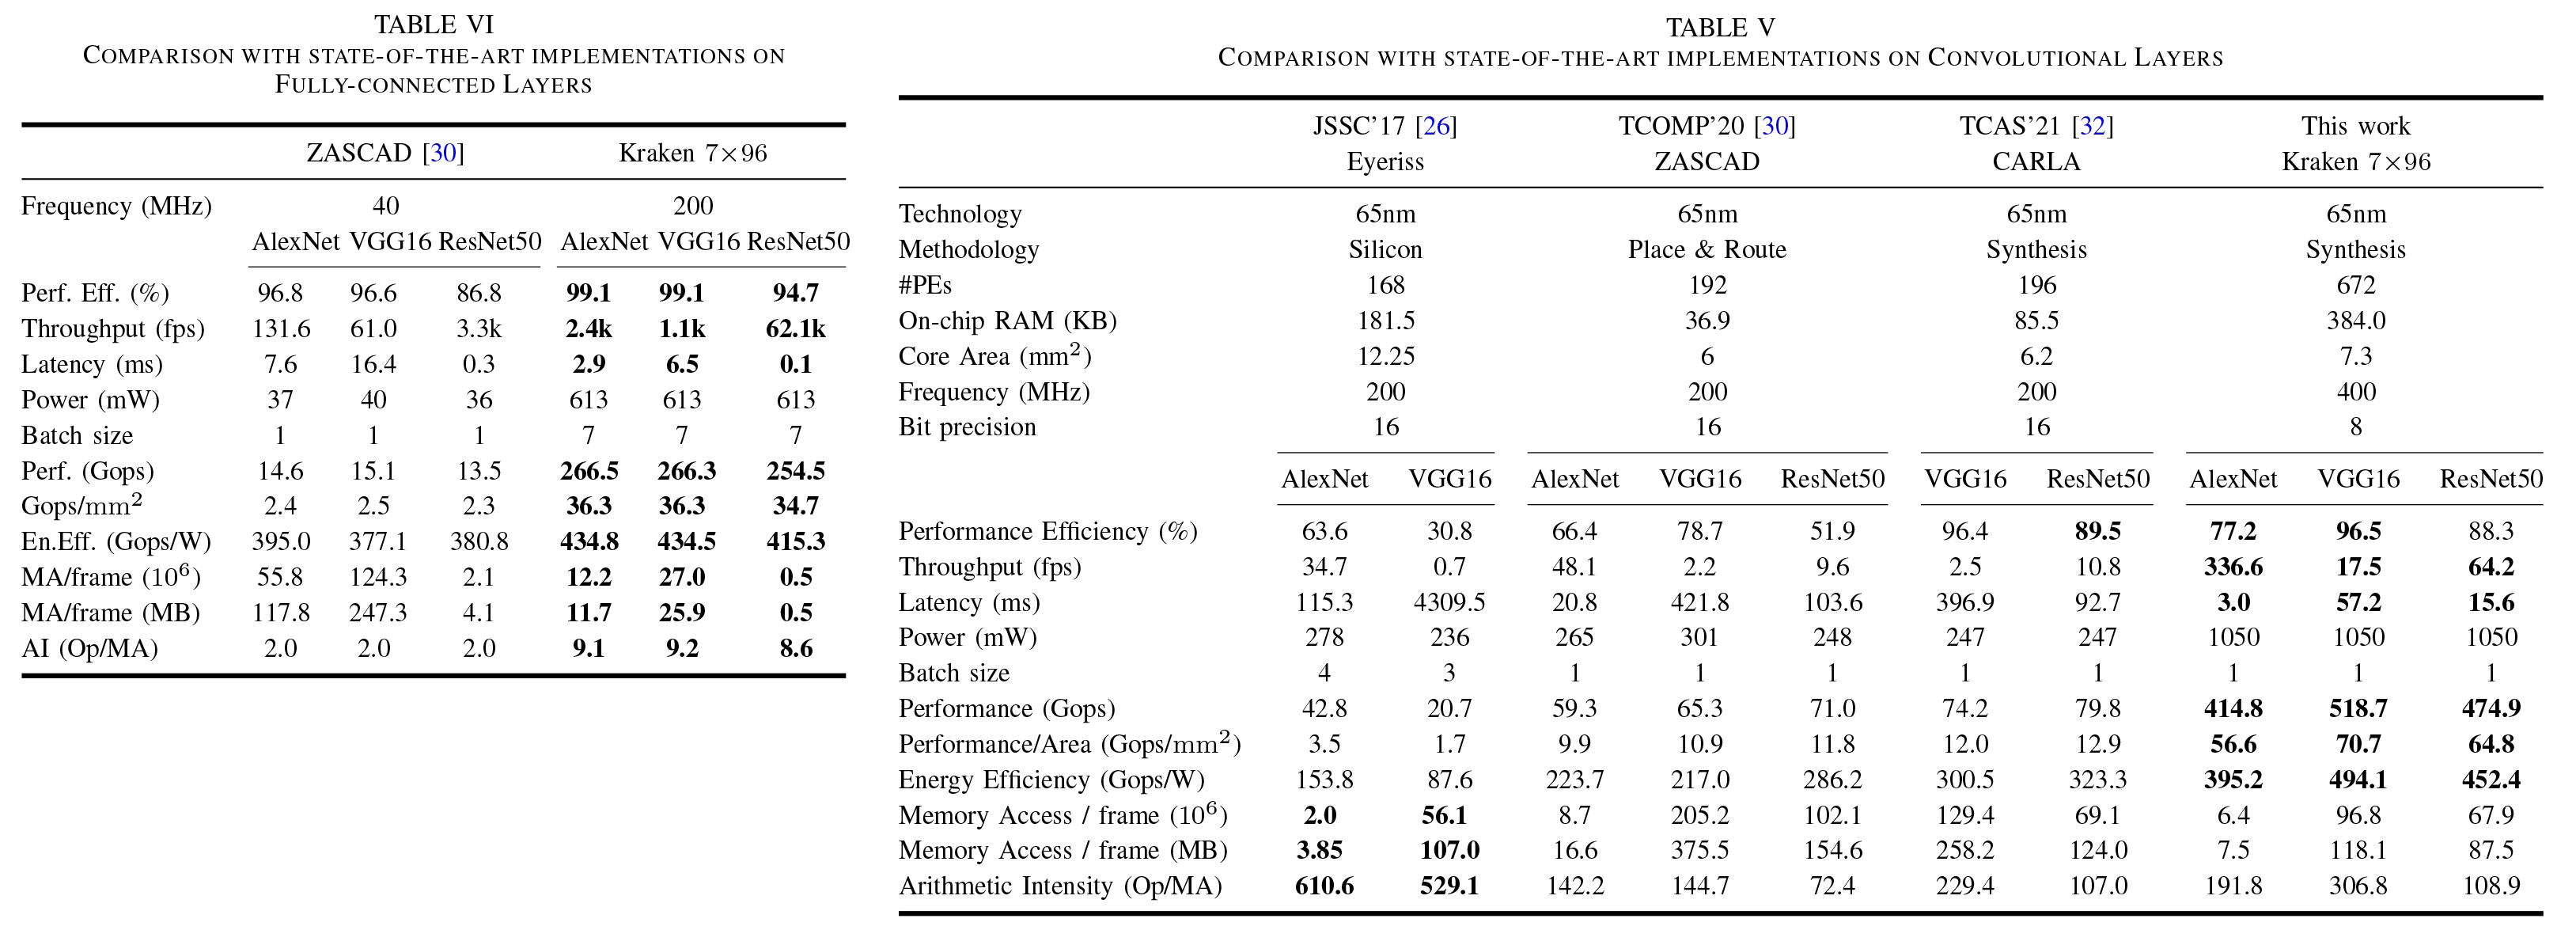 TABLE VI
COMPARISON WITH STATE-OF-THE-ART IMPLEMENTATIONS ON
FULLY-CONNECTED LAYERS
ZASCAD [30] Kraken 7×96
Frequency (MHz) 40 200
AlexNet VGG16 ResNet50 AlexNet VGG16 ResNet50
Perf. Eff. (%) 96.8 96.6 86.8 99.1 99.1 94.7
Throughput (fps) 131.6 61.0 3.3k 2.4k 1.1k 62.1k
Latency (ms) 7.6 16.4 0.3 2.9 6.5 0.1
Power (mW) 37 40 36 613 613 613
Batch size 1 1 1 7 7 7
Perf. (Gops) 14.6 15.1 13.5 266.5 266.3 254.5
Gops/mm² 2.4 2.5 2.3 36.3 36.3 34.7
En.Eff. (Gops/W) 395.0 377.1 380.8 434.8 434.5 415.3
MA/frame (10⁶) 55.8 124.3 2.1 12.2 27.0 0.5
MA/frame (MB) 117.8 247.3 4.1 11.7 25.9 0.5
AI (Op/MA) 2.0 2.0 2.0 9.1 9.2 8.6
TABLE V
COMPARISON WITH STATE-OF-THE-ART IMPLEMENTATIONS ON CONVOLUTIONAL LAYERS
JSSC'17 [26] TCOMP'20 [30] TCAS'21 [32] This work
Eyeriss ZASCAD CARLA Kraken 7×96
Technology 65nm 65nm 65nm 65nm
Methodology Silicon Place & Route Synthesis Synthesis
#PEs 168 192 196 672
On-chip RAM (KB) 181.5 36.9 85.5 384.0
Core Area (mm²) 12.25 6 6.2 7.3
Frequency (MHz) 200 200 200 400
Bit precision 16 16 16 8
AlexNet VGG16 AlexNet VGG16 ResNet50 VGG16 ResNet50 AlexNet VGG16 ResNet50
Performance Efficiency (%) 63.6 30.8 66.4 78.7 51.9 96.4 89.5 77.2 96.5 88.3
Throughput (fps) 34.7 0.7 48.1 2.2 9.6 2.5 10.8 336.6 17.5 64.2
Latency (ms) 115.3 4309.5 20.8 421.8 103.6 396.9 92.7 3.0 57.2 15.6
Power (mW) 278 236 265 301 248 247 247 1050 1050 1050
Batch size 4 3 1 1 1 1 1 1 1 1
Performance (Gops) 42.8 20.7 59.3 65.3 71.0 74.2 79.8 414.8 518.7 474.9
Performance/Area (Gops/mm²) 3.5 1.7 9.9 10.9 11.8 12.0 12.9 56.6 70.7 64.8
Energy Efficiency (Gops/W) 153.8 87.6 223.7 217.0 286.2 300.5 323.3 395.2 494.1 452.4
Memory Access / frame (10⁶) 2.0 56.1 8.7 205.2 102.1 129.4 69.1 6.4 96.8 67.9
Memory Access / frame (MB) 3.85 107.0 16.6 375.5 154.6 258.2 124.0 7.5 118.1 87.5
Arithmetic Intensity (Op/MA) 610.6 529.1 142.2 144.7 72.4 229.4 107.0 191.8 306.8 108.9